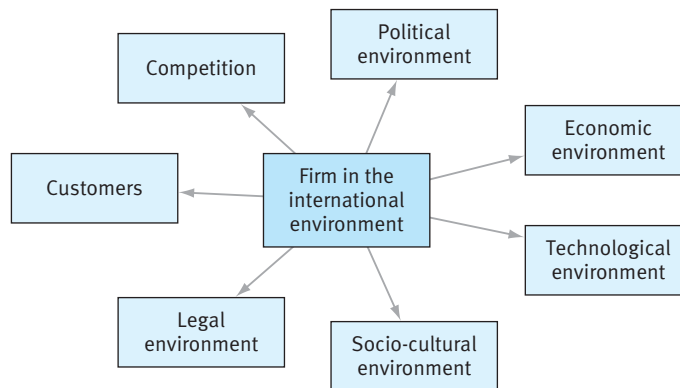 Political
environment
Competition
Economic
environment
Firm in the
international
environment
Customers
Technological
environment
Legal
environment
Socio-cultural
environment